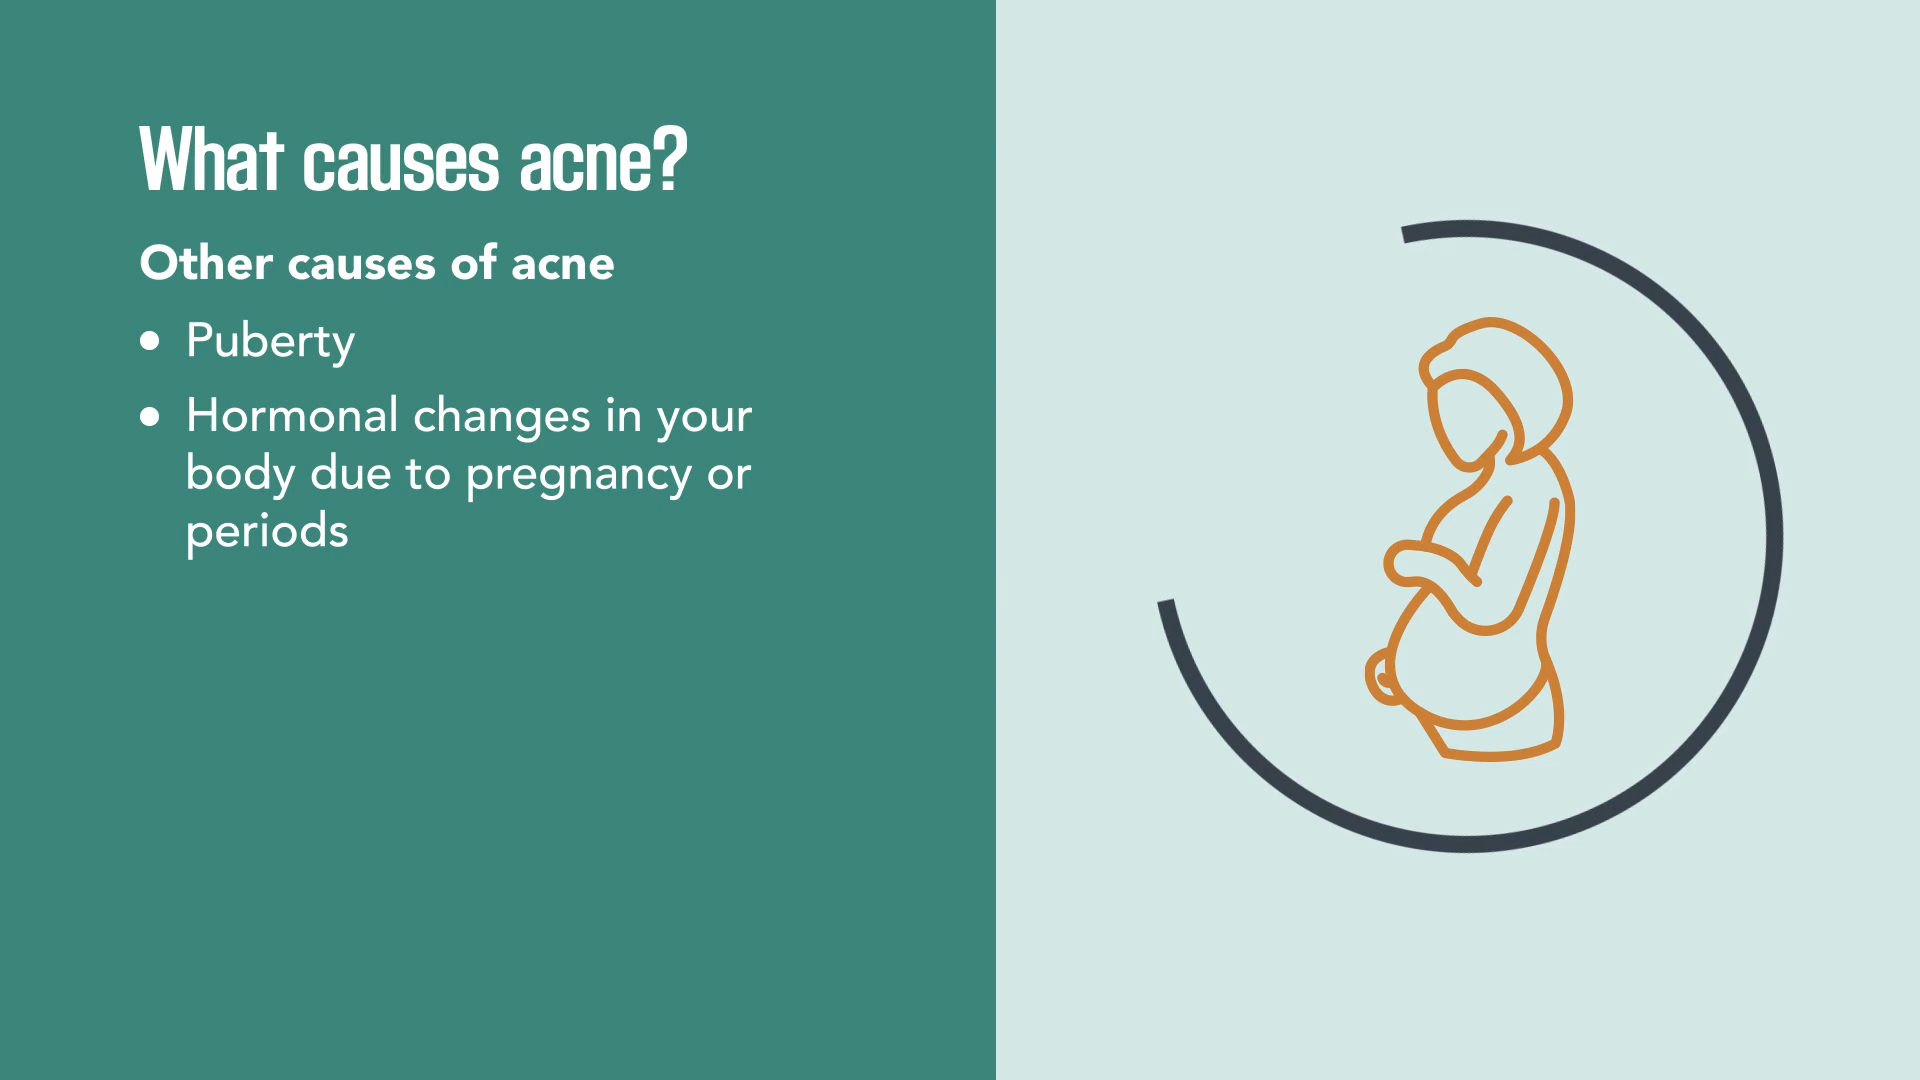 What causes acne?
Other causes of acne
• Puberty
• Hormonal changes in your
body due to pregnancy or
periods